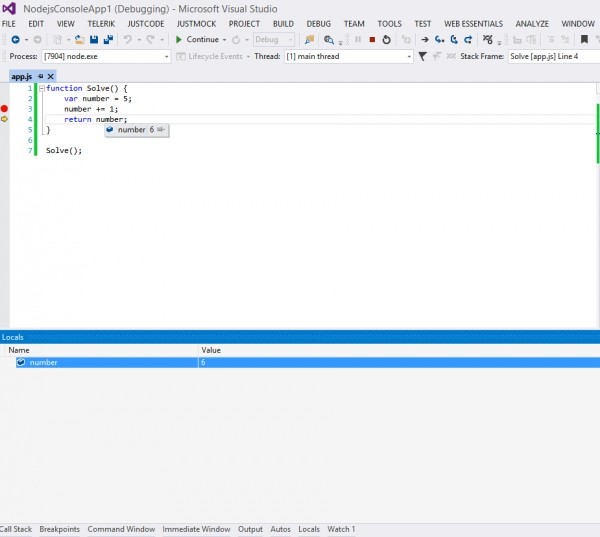 NodejsConsoleApp1 (Debugging) - Microsoft Visual Studio
FILE EDIT VIEW TELERIK JUSTCODE JUSTMOCK PROJECT BUILD DEBUG TEAM TOOLS TEST WEB ESSENTIALS ANALYZE WINDOW
Continue Debug
Process: [7904] node.exe Lifecycle Events Thread: [1] main thread Stack Frame: Solve [app.js] Line 4
app.js
1 function Solve() {
2 var number = 5;
3 number += 1;
4 return number;
5 }
number 6
6
7 Solve();
Locals
Name Value
number 6
Call Stack Breakpoints Command Window Immediate Window Output Autos Locals Watch 1